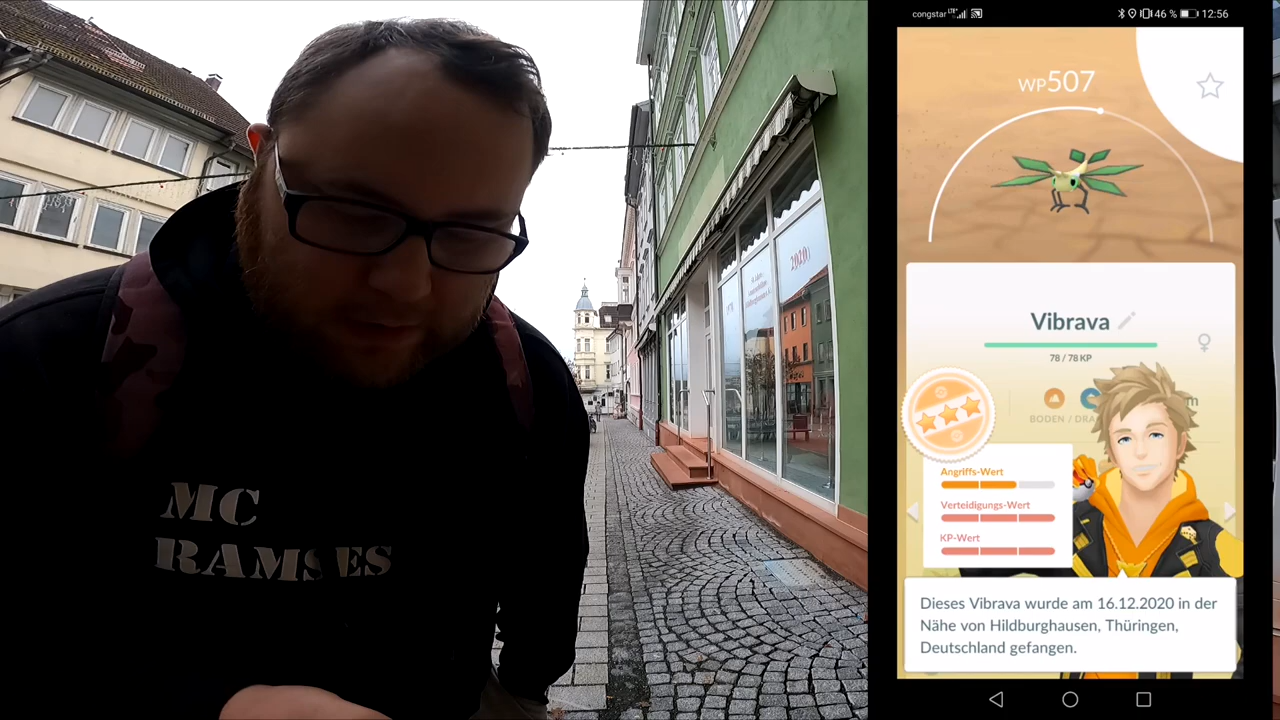 MC
RAMSES
2020
congstar
46 % 12:56
WP507
Vibrava
78 / 78 KP
BODEN / DRA
m
Angriffs-Wert
Verteidigungs-Wert
KP-Wert
Dieses Vibrava wurde am 16.12.2020 in der
Nähe von Hildburghausen, Thüringen,
Deutschland gefangen.